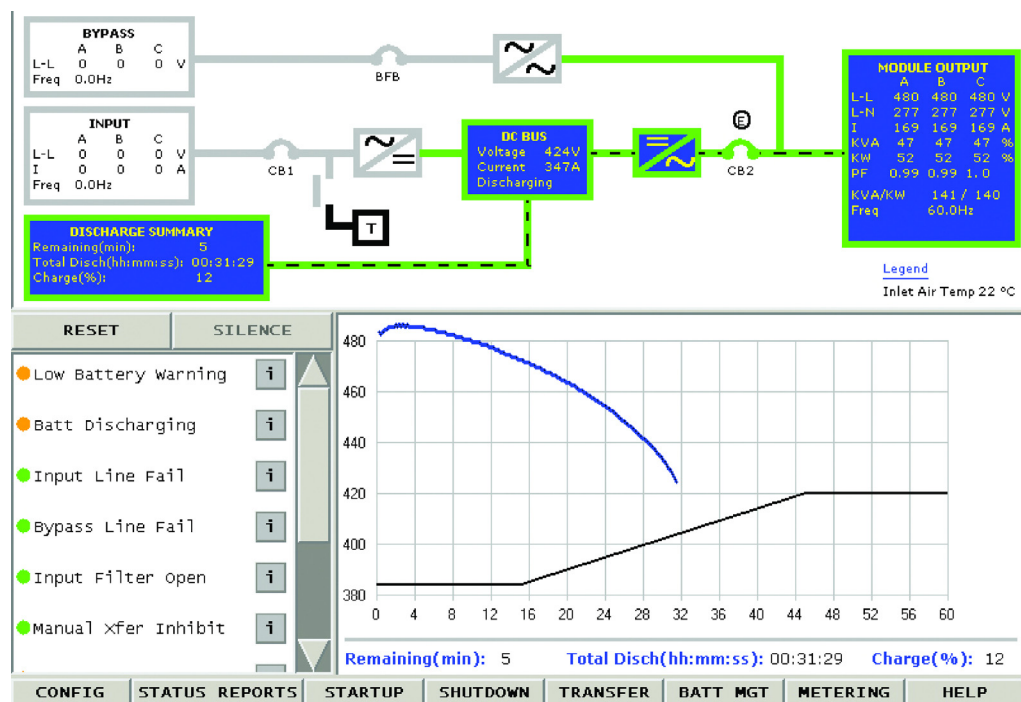 BYPASS
A B C
L-L 0 0 0 V
Freq 0.0Hz
BFB
INPUT
A B C
L-L 0 0 0 V
I 0 0 0 A
Freq 0.0Hz
CB1
T
DC BUS
Voltage 424V
Current 347A
Discharging
E
CB2
MODULE OUTPUT
A B C
L-L 480 480 480 V
L-N 277 277 277 V
I 169 169 169 A
KVA 47 47 47 %
KW 52 52 52 %
PF 0.99 0.99 1.0
KVA/KW 141 / 140
Freq 60.0Hz
DISCHARGE SUMMARY
Remaining(min): 5
Total Disch(hh:mm:ss): 00:31:29
Charge(%): 12
Legend
Inlet Air Temp 22 °C
RESET SILENCE
Low Battery Warning i
Batt Discharging i
Input Line Fail i
Bypass Line Fail i
Input Filter Open i
Manual Xfer Inhibit i
480
460
440
420
400
380
0 4 8 12 16 20 24 28 32 36 40 44 48 52 56 60
Remaining(min): 5 Total Disch(hh:mm:ss): 00:31:29 Charge(%): 12
CONFIG STATUS REPORTS STARTUP SHUTDOWN TRANSFER BATT MGT METERING HELP